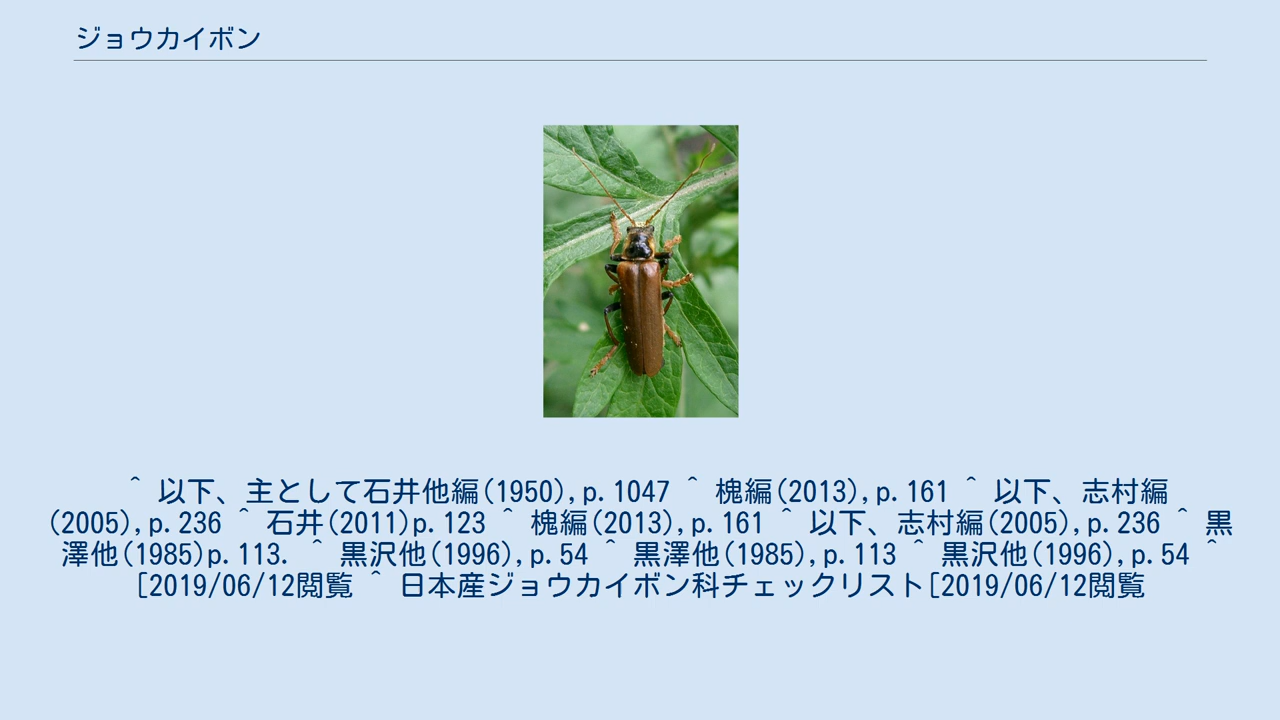 ジョウカイボン
^ 以下、主として石井他編(1950),p.1047 ^ 槐編(2013),p.161 ^ 以下、志村編
(2005),p.236 ^ 石井(2011)p.123 ^ 槐編(2013),p.161 ^ 以下、志村編(2005),p.236 ^ 黒
澤他(1985)p.113. ^ 黒沢他(1996),p.54 ^ 黒澤他(1985),p.113 ^ 黒沢他(1996),p.54 ^
[2019/06/12閲覧 ^ 日本産ジョウカイボン科チェックリスト[2019/06/12閲覧